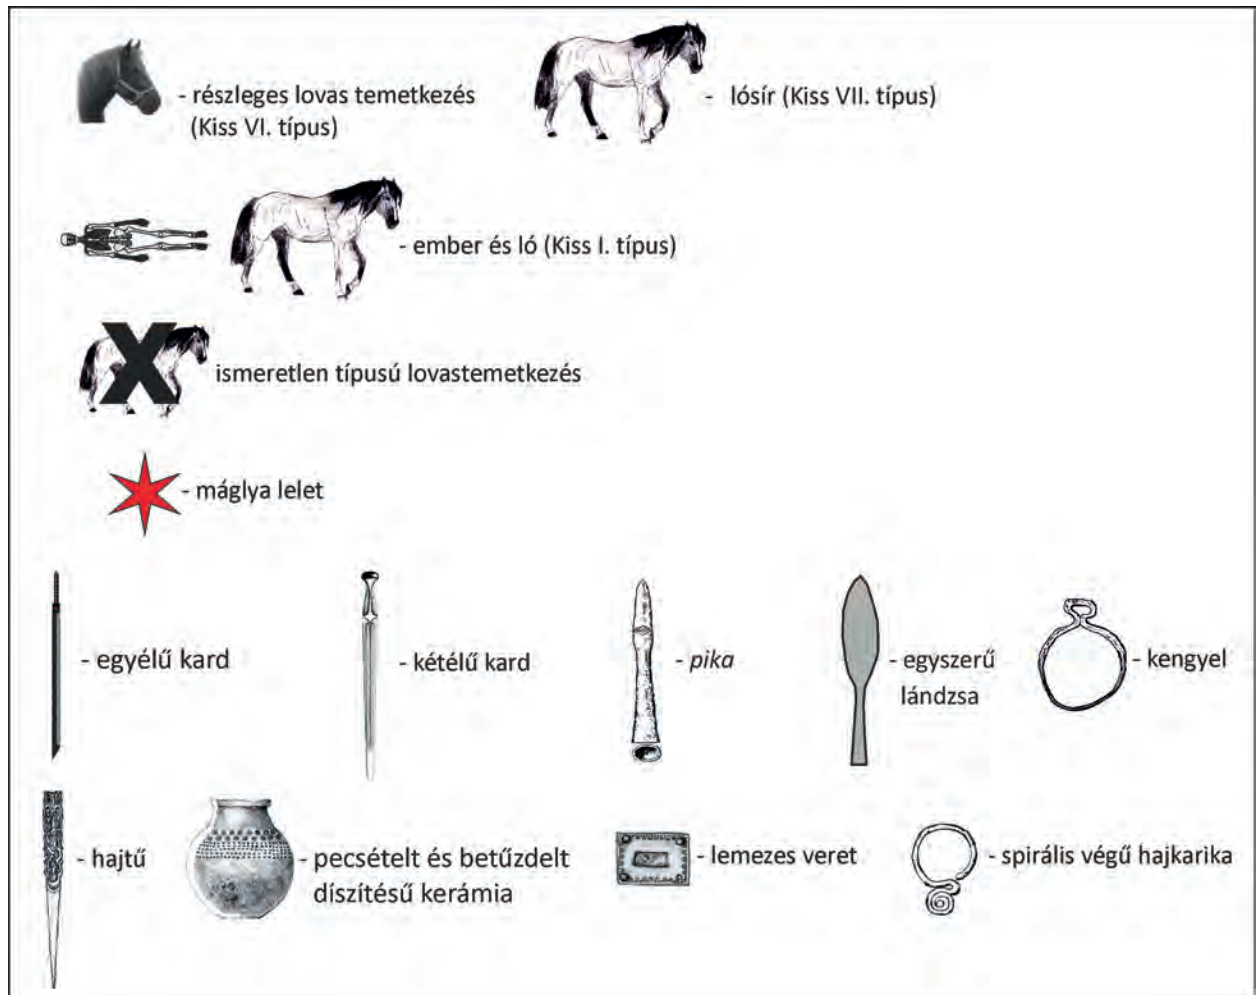 - részleges lovas temetkezés
(Kiss VI. típus)
- lósír (Kiss VII. típus)
- ember és ló (Kiss I. típus)
ismeretlen típusú lovastemetkezés
- máglya lelet
- egyélű kard
- kétélű kard
- pika
- egyszerű
lándzsa
- kengyel
- hajtű
- pecsételt és betűzdelt
díszítésű kerámia
- lemezes veret
- spirális végű hajkarika